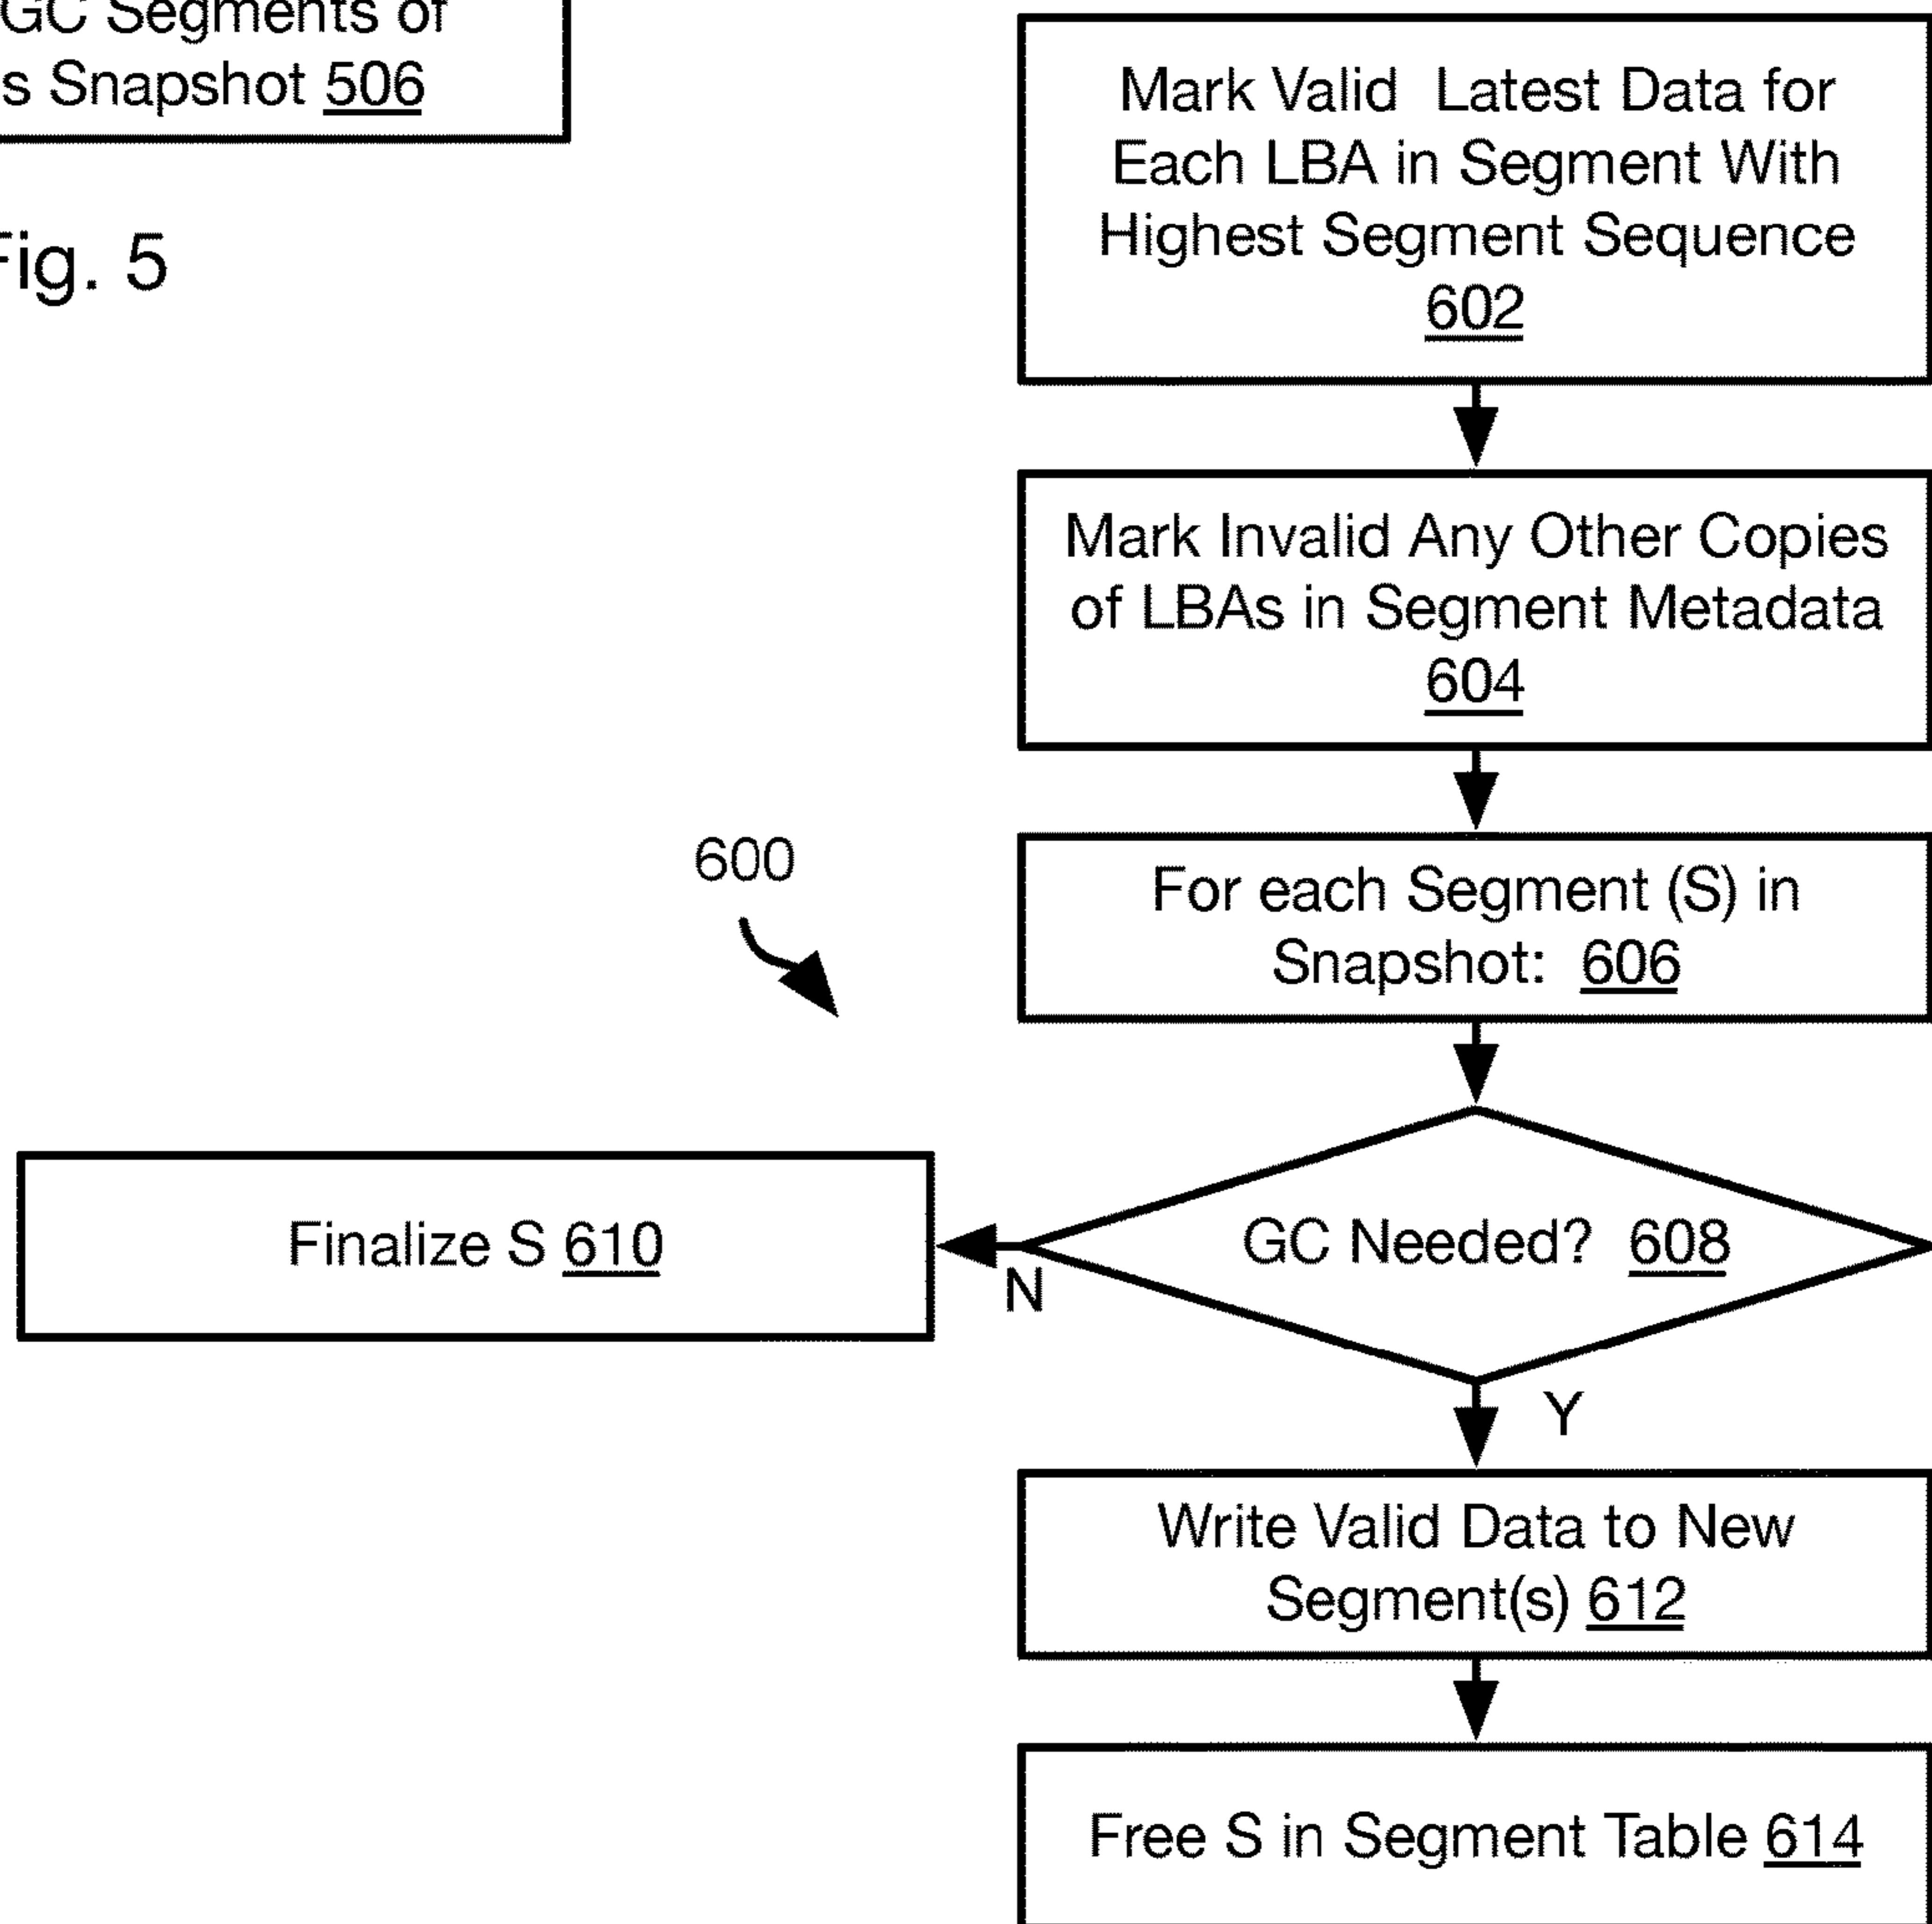 GC Segments of
s Snapshot 506
Fig. 5
Mark Valid Latest Data for
Each LBA in Segment With
Highest Segment Sequence
602
Mark Invalid Any Other Copies
of LBAs in Segment Metadata
604
600
For each Segment (S) in
Snapshot: 606
GC Needed? 608
N
Finalize S 610
Y
Write Valid Data to New
Segment(s) 612
Free S in Segment Table 614